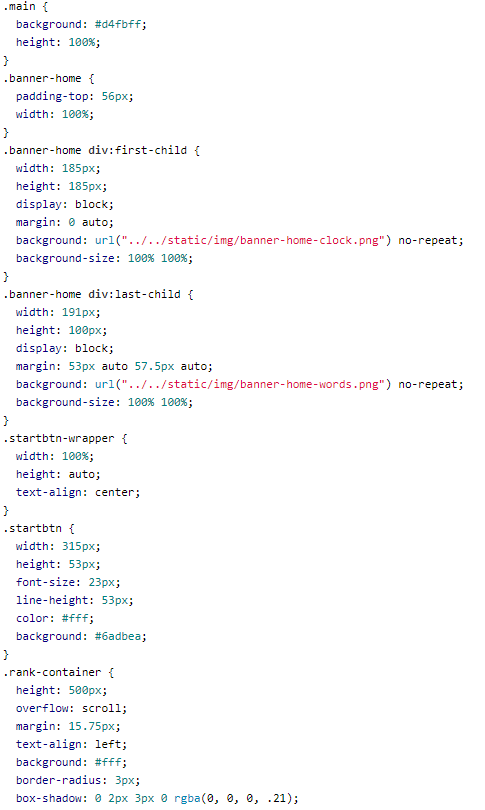 .main {
  background: #d4fbff;
  height: 100%;
}
.banner-home {
  padding-top: 56px;
  width: 100%;
}
.banner-home div:first-child {
  width: 185px;
  height: 185px;
  display: block;
  margin: 0 auto;
  background: url("../../static/img/banner-home-clock.png") no-repeat;
  background-size: 100% 100%;
}
.banner-home div:last-child {
  width: 191px;
  height: 100px;
  display: block;
  margin: 53px auto 57.5px auto;
  background: url("../../static/img/banner-home-words.png") no-repeat;
  background-size: 100% 100%;
}
.startbtn-wrapper {
  width: 100%;
  height: auto;
  text-align: center;
}
.startbtn {
  width: 315px;
  height: 53px;
  font-size: 23px;
  line-height: 53px;
  color: #fff;
  background: #6adbea;
}
.rank-container {
  height: 500px;
  overflow: scroll;
  margin: 15.75px;
  text-align: left;
  background: #fff;
  border-radius: 3px;
  box-shadow: 0 2px 3px 0 rgba(0, 0, 0, .21);